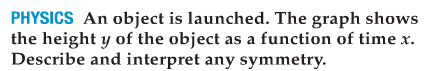 PHYSICS An object is launched. The graph shows
the height y of the object as a function of time x.
Describe and interpret any symmetry.